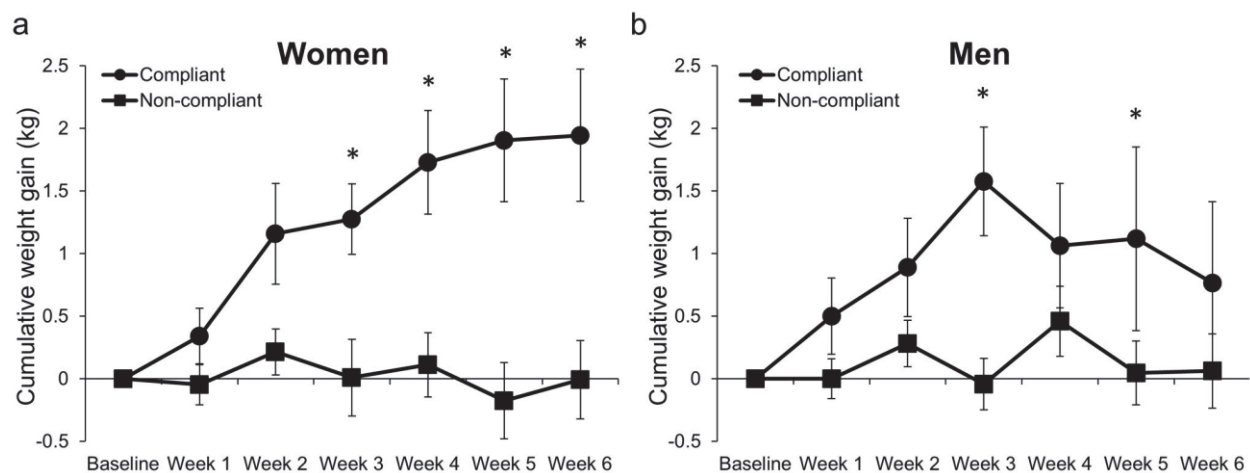 a
Women
Cumulative weight gain (kg)
2.5
2
1.5
1
0.5
0
-0.5
Compliant
Non-compliant
*
*
*
*
Baseline Week 1 Week 2 Week 3 Week 4 Week 5 Week 6
b
Men
Cumulative weight gain (kg)
2.5
2
1.5
1
0.5
0
-0.5
Compliant
Non-compliant
*
*
Baseline Week 1 Week 2 Week 3 Week 4 Week 5 Week 6